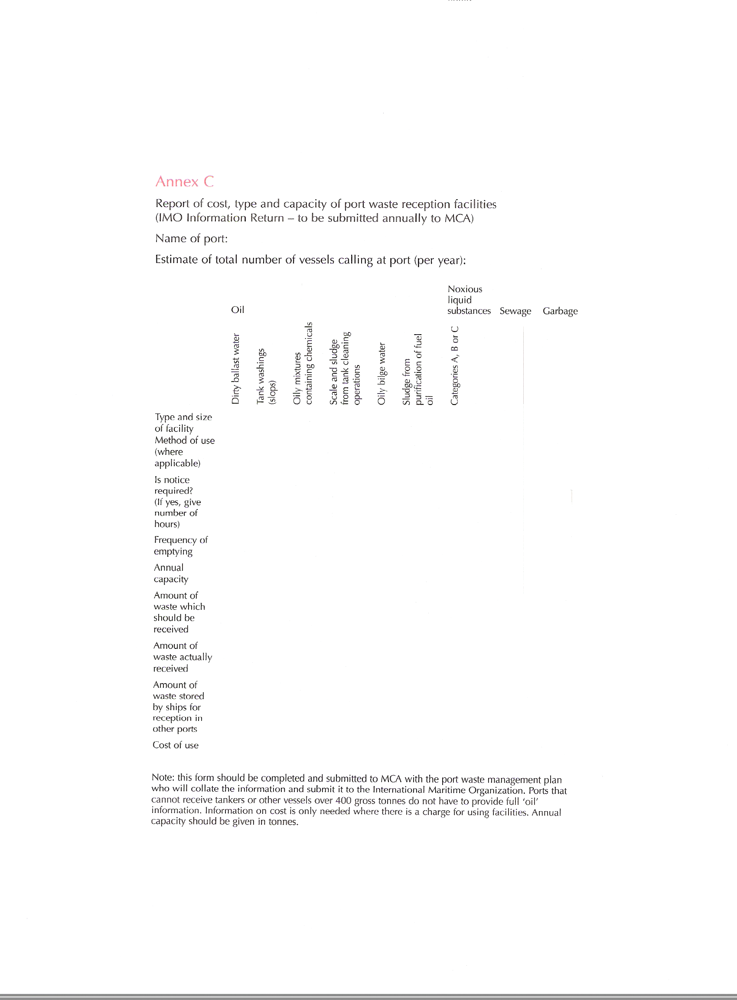 Annex C
Report of cost, type and capacity of port waste reception facilities
(IMO Information Return – to be submitted annually to MCA)
Name of port:
Estimate of total number of vessels calling at port (per year):
Noxious
liquid
Oil substances Sewage Garbage
Dirty ballast water
Tank washings
(slops)
Oily mixtures
containing chemicals
Scale and sludge
from tank cleaning
operations
Oily bilge water
Sludge from
purification of fuel
oil
Categories A, B or C
Type and size
of facility
Method of use
(where
applicable)
Is notice
required?
(If yes, give
number of
hours)
Frequency of
emptying
Annual
capacity
Amount of
waste which
should be
received
Amount of
waste actually
received
Amount of
waste stored
by ships for
reception in
other ports
Cost of use
Note: this form should be completed and submitted to MCA with the port waste management plan
who will collate the information and submit it to the International Maritime Organization. Ports that
cannot receive tankers or other vessels over 400 gross tonnes do not have to provide full ‘oil’
information. Information on cost is only needed where there is a charge for using facilities. Annual
capacity should be given in tonnes.